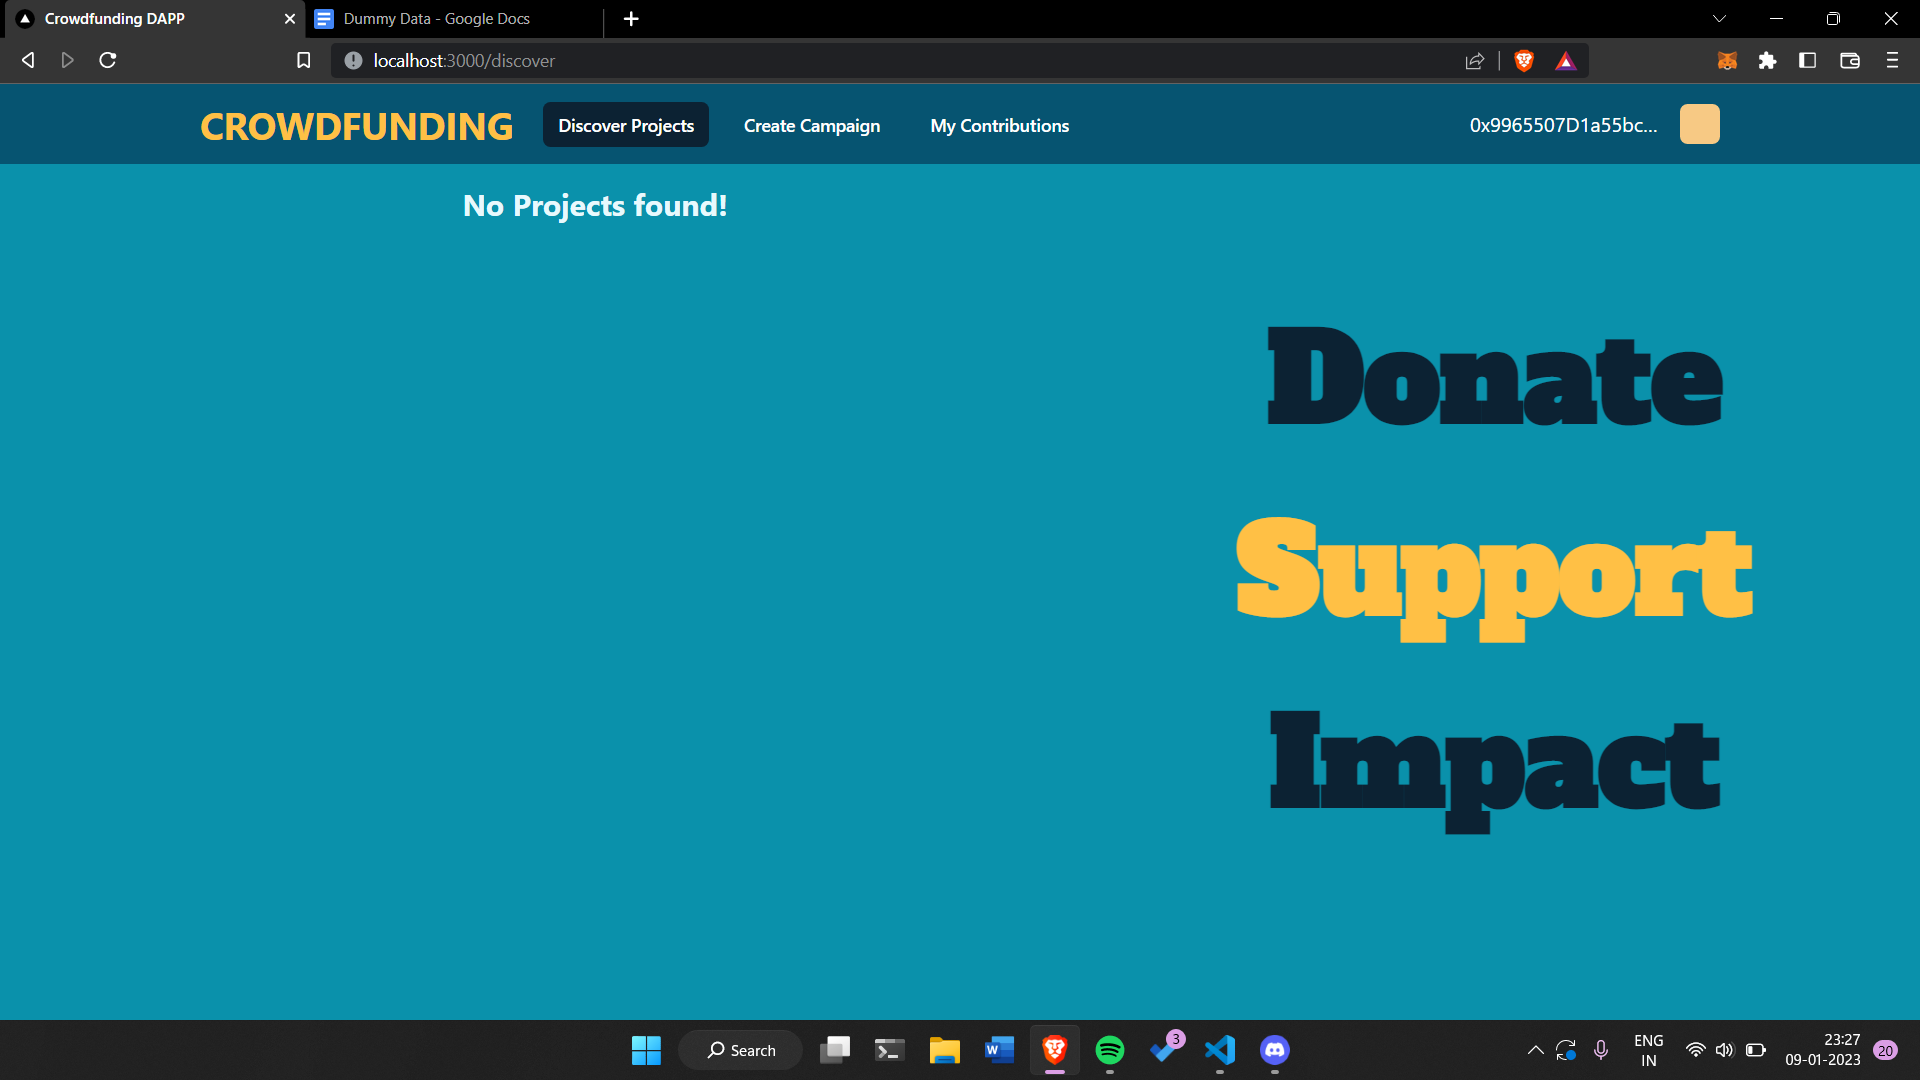 Crowdfunding DAPP
Dummy Data - Google Docs
localhost:3000/discover
CROWDFUNDING
Discover Projects
Create Campaign
My Contributions
0x9965507D1a55bc...
No Projects found!
Donate
Support
Impact
Search
W
3
ENG
IN
23:27
09-01-2023
20